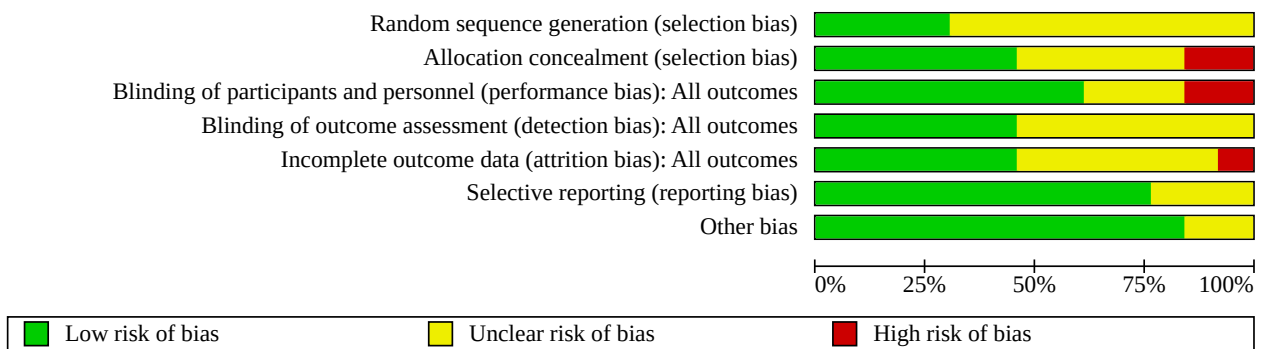 Random sequence generation (selection bias)
Allocation concealment (selection bias)
Blinding of participants and personnel (performance bias): All outcomes
Blinding of outcome assessment (detection bias): All outcomes
Incomplete outcome data (attrition bias): All outcomes
Selective reporting (reporting bias)
Other bias
0% 25% 50% 75% 100%
Low risk of bias Unclear risk of bias High risk of bias